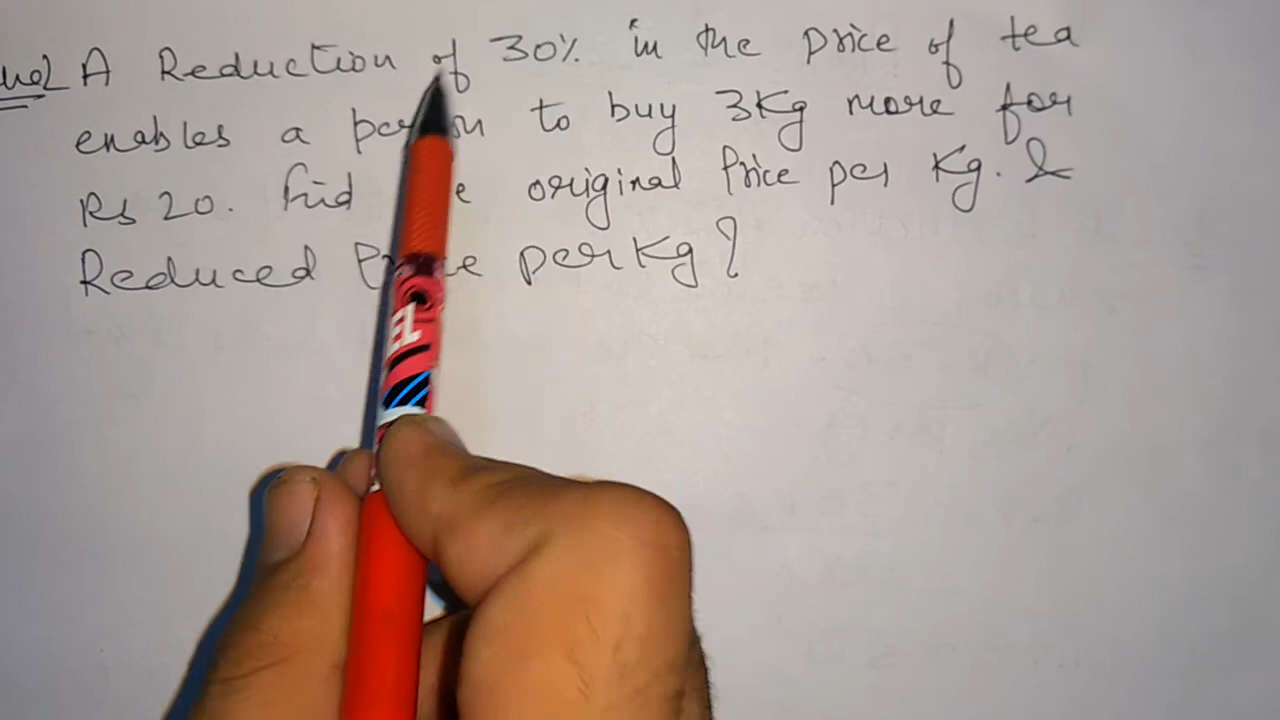 A Reduction of 30% in the price of tea
enables a person to buy 3Kg more for
Rs 20. find original Price per Kg. &
Reduced per Kg?